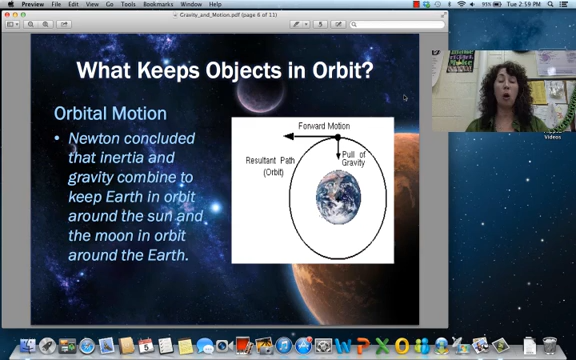 Preview File Edit View Go Tools Bookmarks Window Help
95% Tue 2:59 PM
Gravity_and_Motion.pdf (page 6 of 11)
What Keeps Objects in Orbit?
Orbital Motion
• Newton concluded
that inertia and
gravity combine to
keep Earth in orbit
around the sun and
the moon in orbit
around the Earth.
Forward Motion
Resultant Path
(Orbit)
Pull of
Gravity
Videos